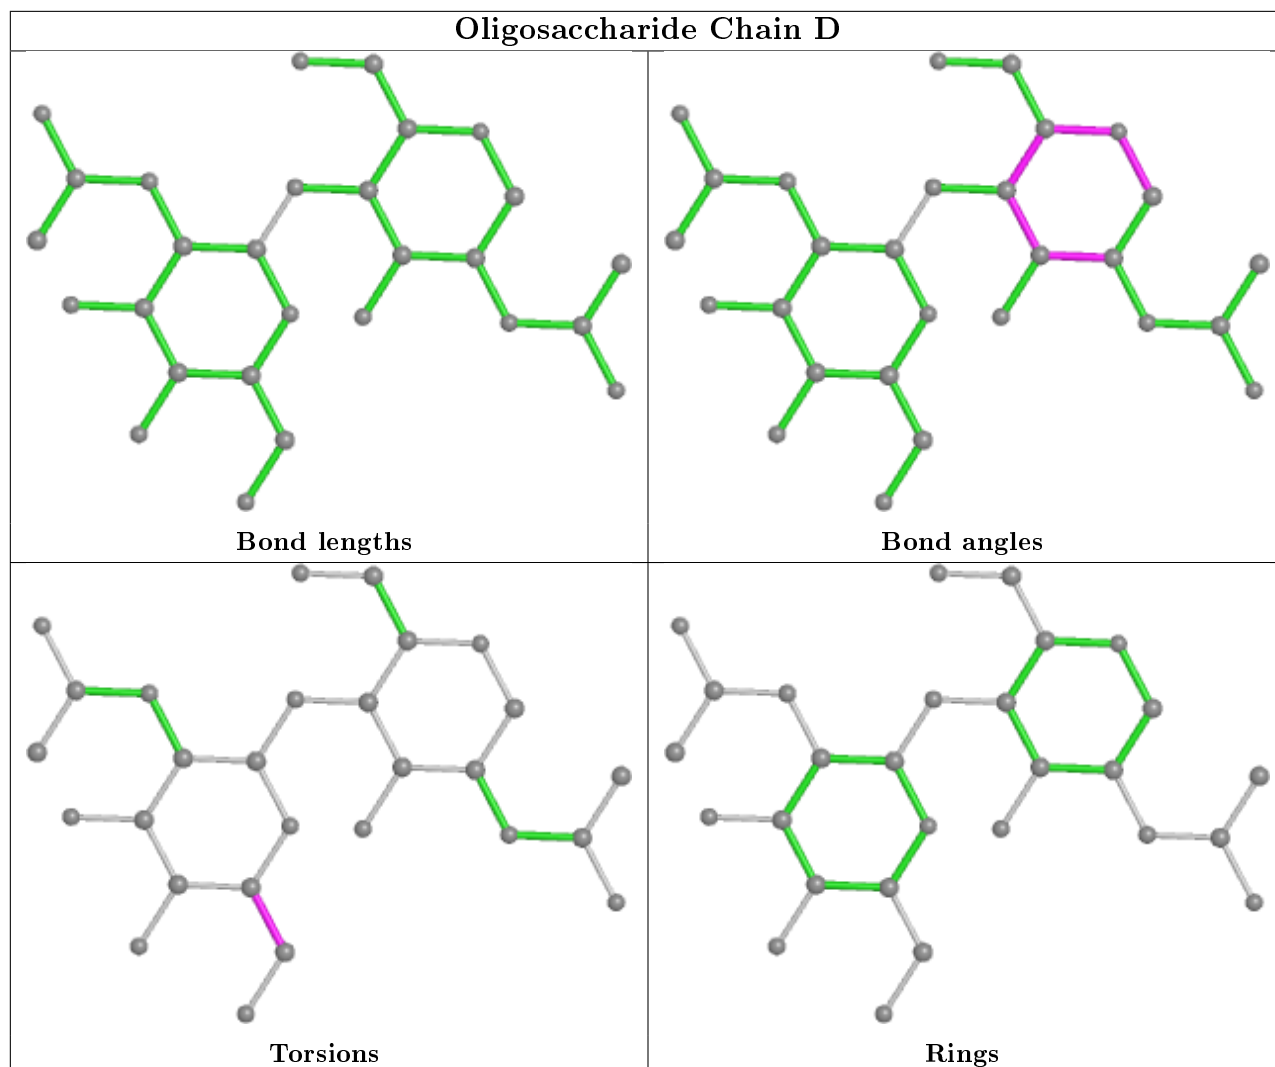 Oligosaccharide Chain D
Bond lengths
Bond angles
Torsions
Rings